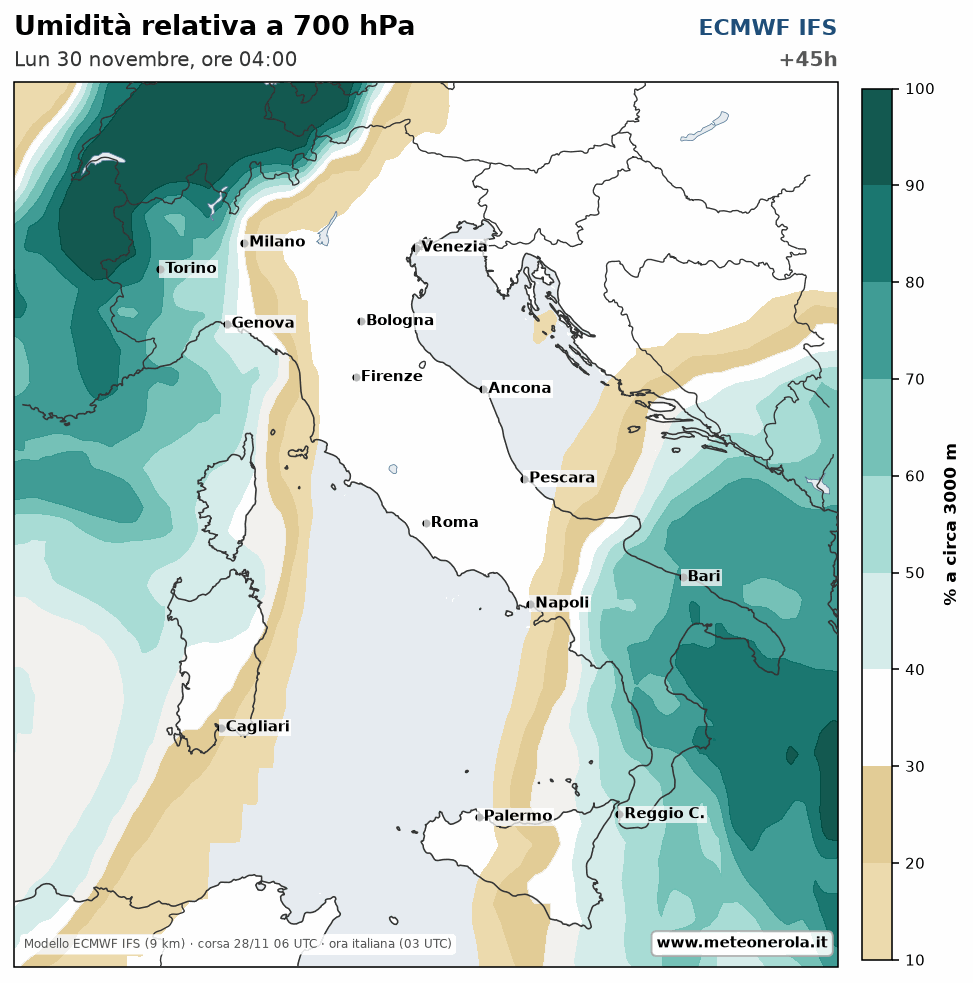 Umidità relativa a 700 hPa
ECMWF IFS
Lun 30 novembre, ore 04:00
+45h
Milano
Venezia
Torino
Genova
Bologna
Firenze
Ancona
Pescara
Roma
Bari
Napoli
Cagliari
Palermo
Reggio C.
100
90
80
70
60
50
40
30
20
10
% a circa 3000 m
Modello ECMWF IFS (9 km) · corsa 28/11 06 UTC · ora italiana (03 UTC)
www.meteonerola.it